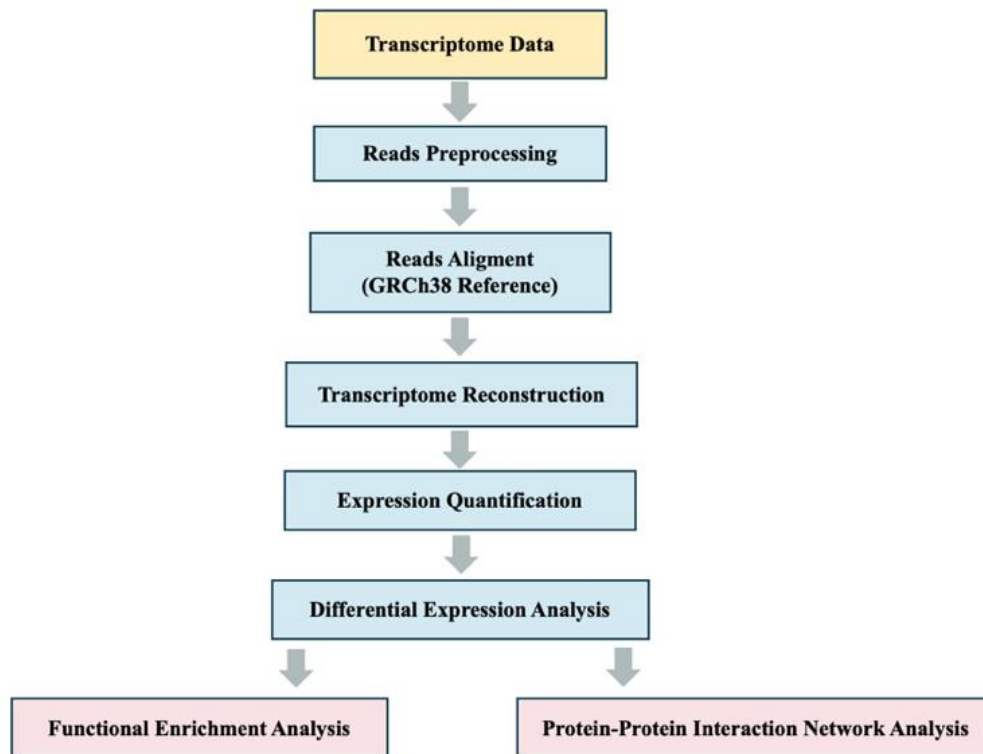 Transcriptome Data
Reads Preprocessing
Reads Aligment
(GRCh38 Reference)
Transcriptome Reconstruction
Expression Quantification
Differential Expression Analysis
Functional Enrichment Analysis
Protein-Protein Interaction Network Analysis